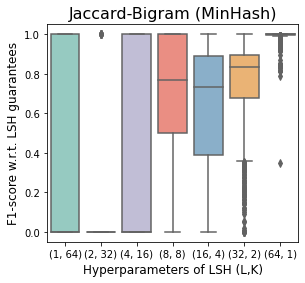 Jaccard-Bigram (MinHash)
F1-score w.r.t. LSH guarantees
1.0
0.8
0.6
0.4
0.2
0.0
(1, 64) (2, 32) (4, 16) (8, 8) (16, 4) (32, 2) (64, 1)
Hyperparameters of LSH (L,K)